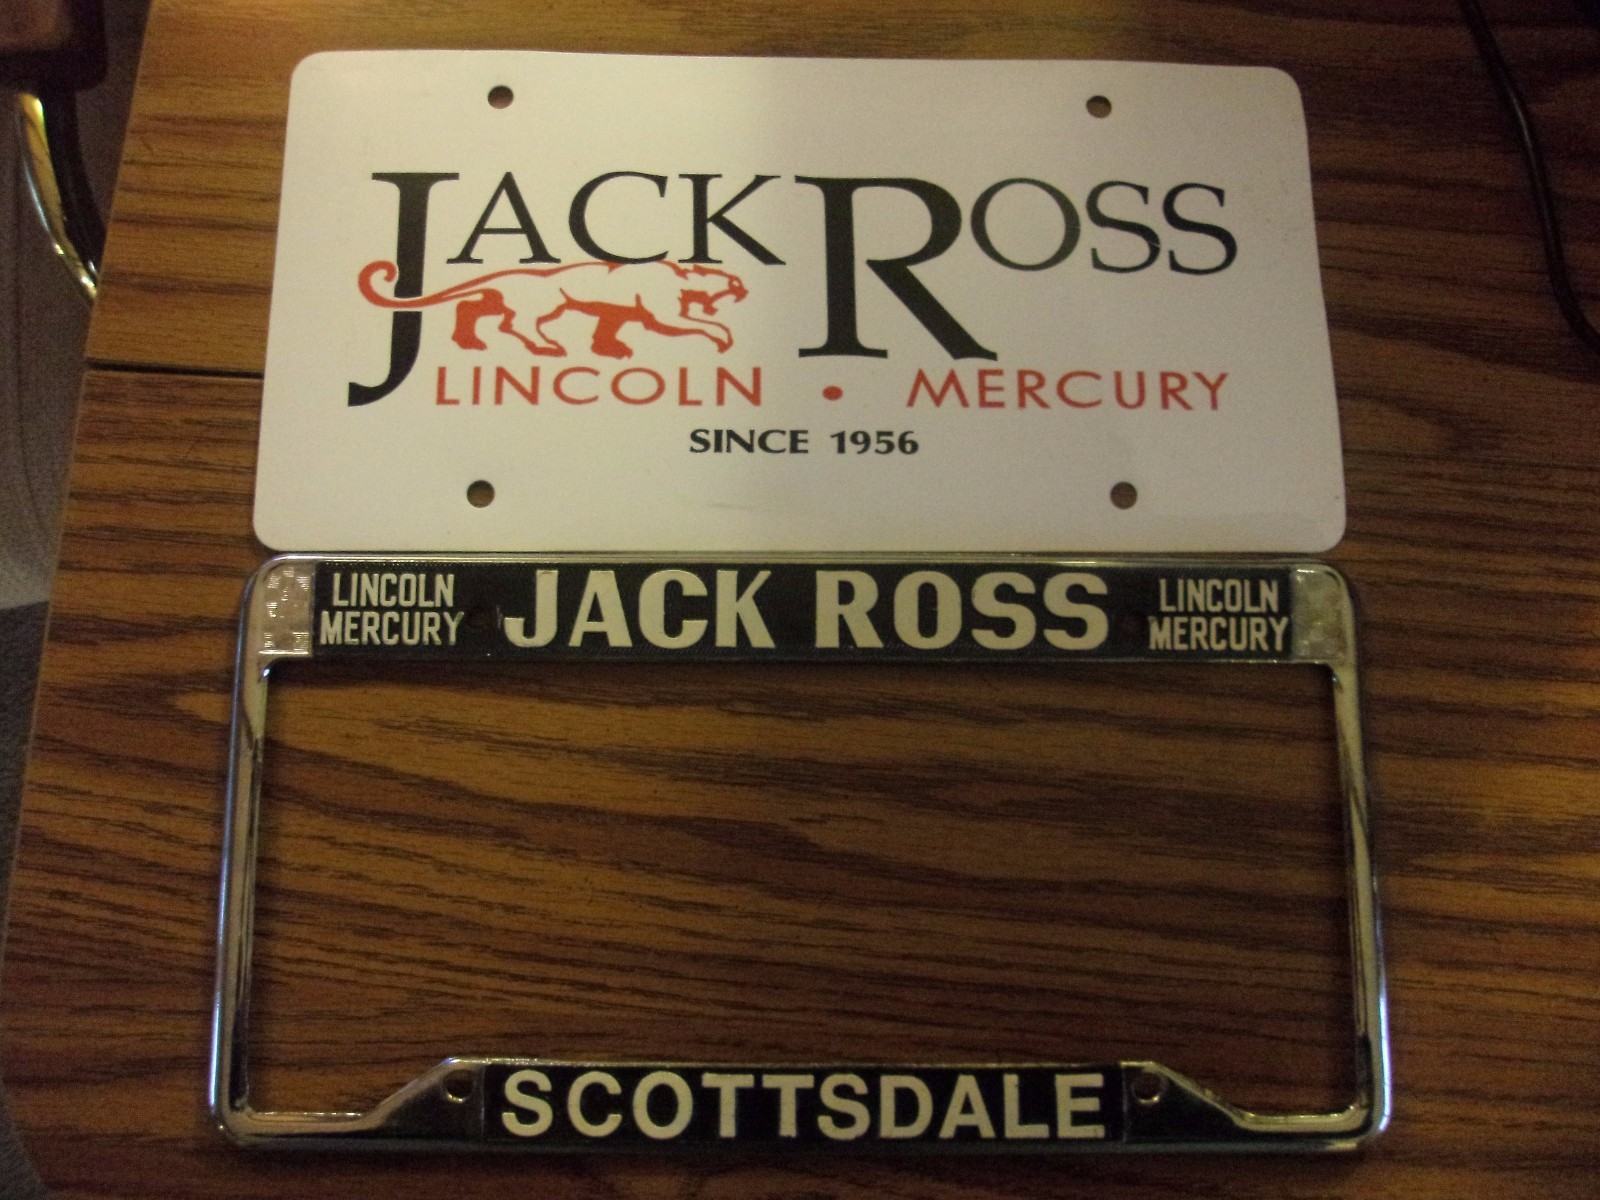 JACK ROSS
LINCOLN • MERCURY
SINCE 1956
LINCOLN MERCURY JACK ROSS LINCOLN MERCURY
SCOTTSDALE